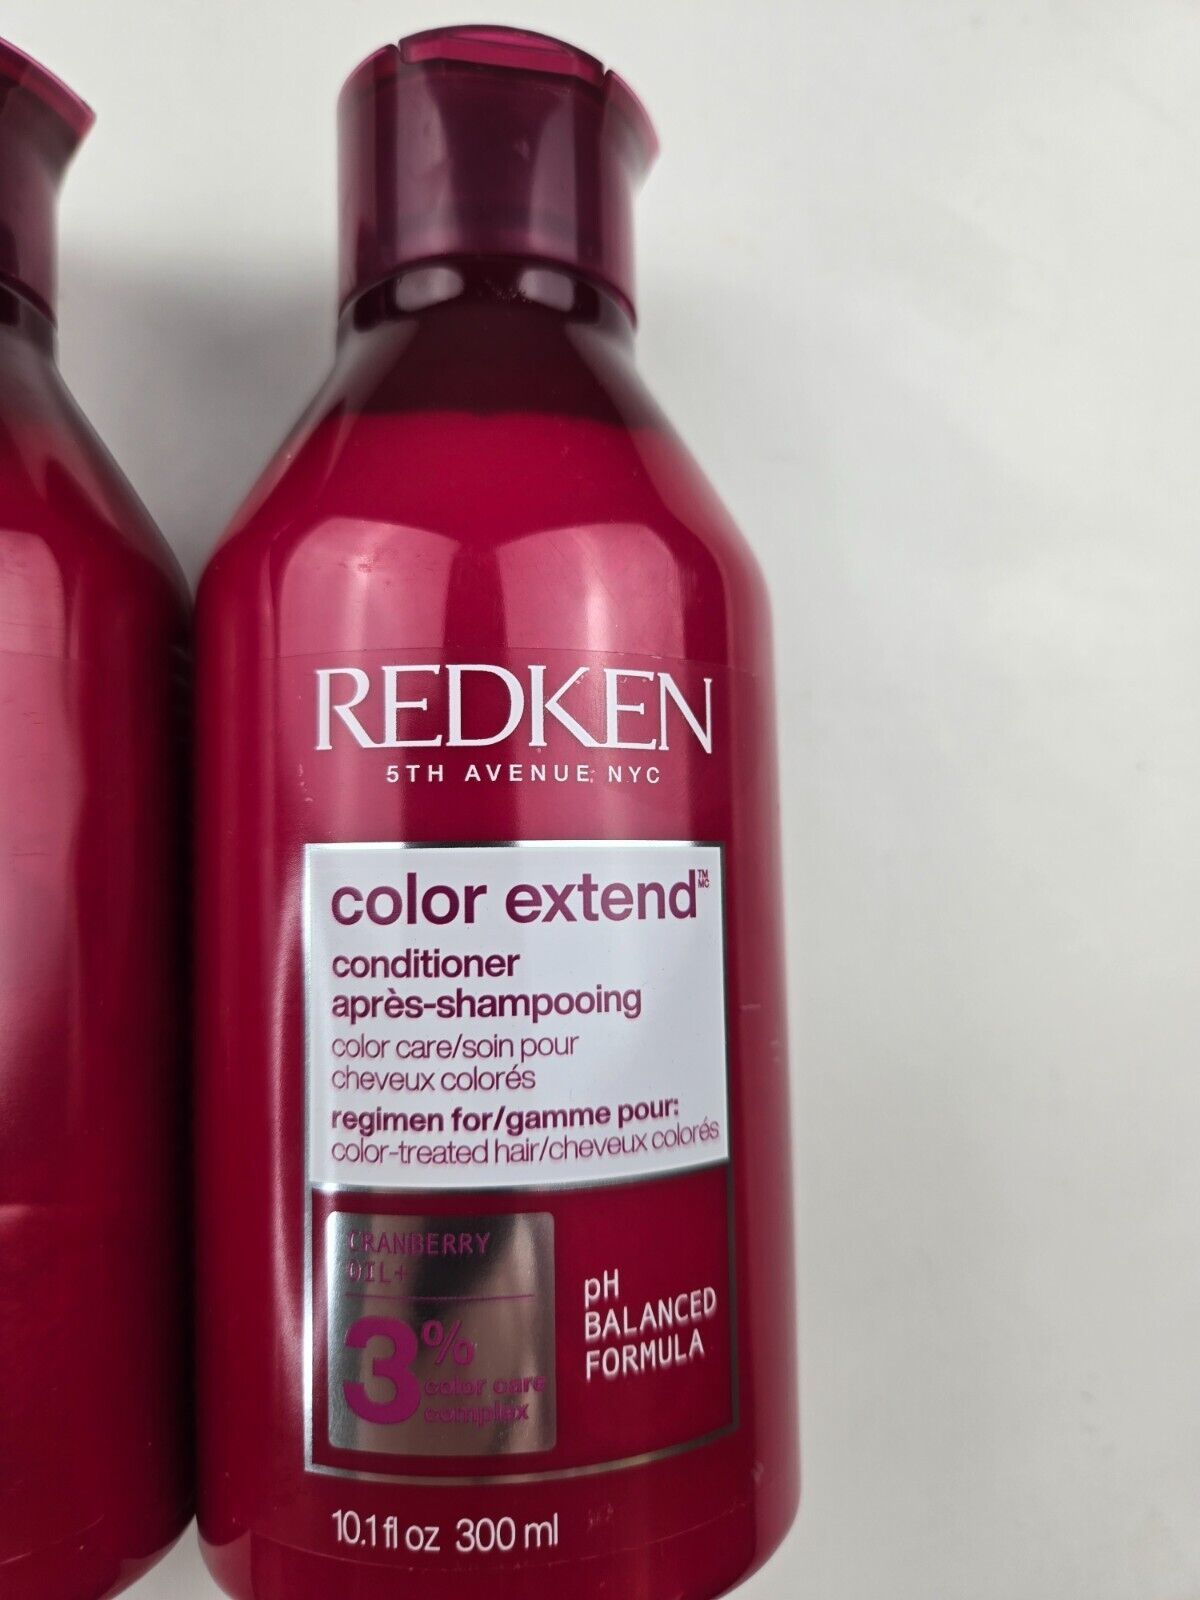 REDKEN
5TH AVENUE NYC
color extend™ MC
conditioner
après-shampooing
color care/soin pour
cheveux colorés
regimen for/gamme pour:
color-treated hair/cheveux colorés
CRANBERRY
OIL+
3%
color care
complex
pH
BALANCED
FORMULA
10.1 fl oz 300 ml